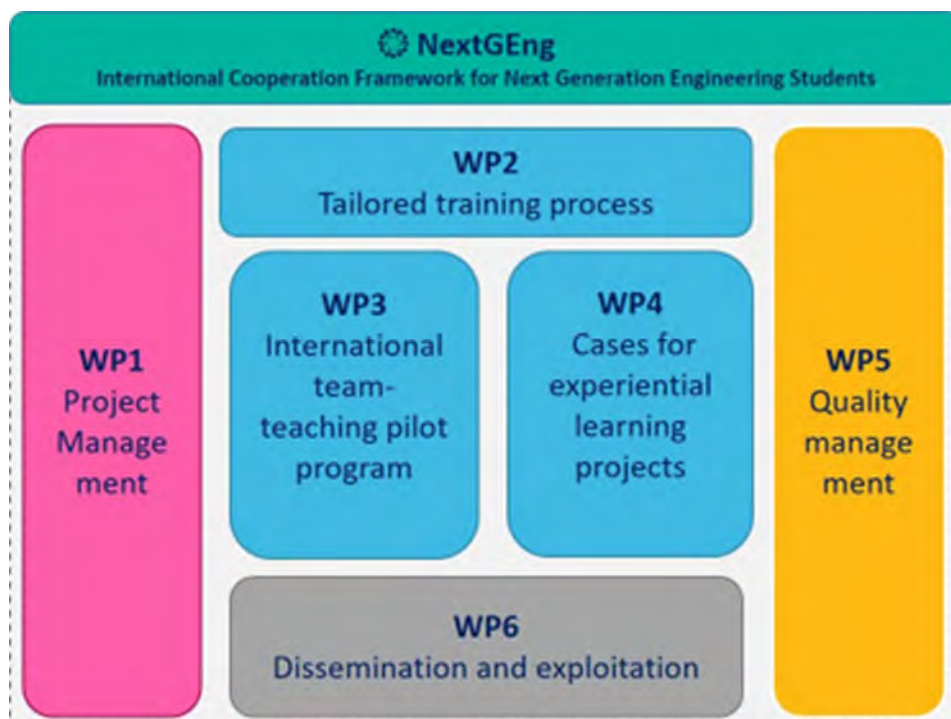 NextGEng
International Cooperation Framework for Next Generation Engineering Students
WP1
Project
Manage
ment
WP2
Tailored training process
WP3
International
team-
teaching pilot
program
WP4
Cases for
experiential
learning
projects
WP5
Quality
manage
ment
WP6
Dissemination and exploitation